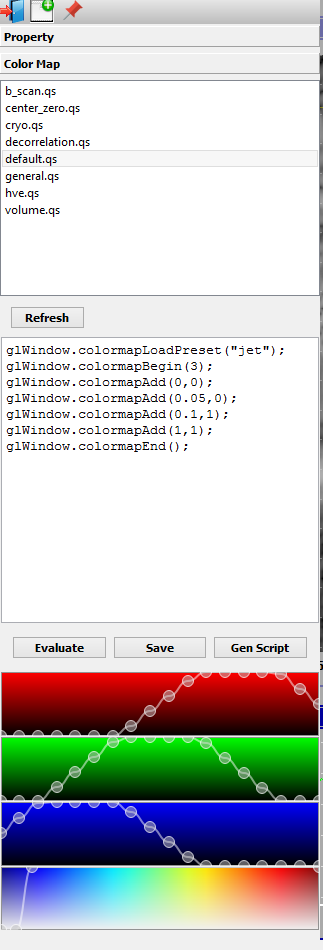 Property
Color Map
b_scan.qs
center_zero.qs
cryo.qs
decorrelation.qs
default.qs
general.qs
hve.qs
volume.qs
Refresh
glWindow.colormapLoadPreset("jet");
glWindow.colormapBegin(3);
glWindow.colormapAdd(0,0);
glWindow.colormapAdd(0.05,0);
glWindow.colormapAdd(0.1,1);
glWindow.colormapAdd(1,1);
glWindow.colormapEnd();
Evaluate Save Gen Script